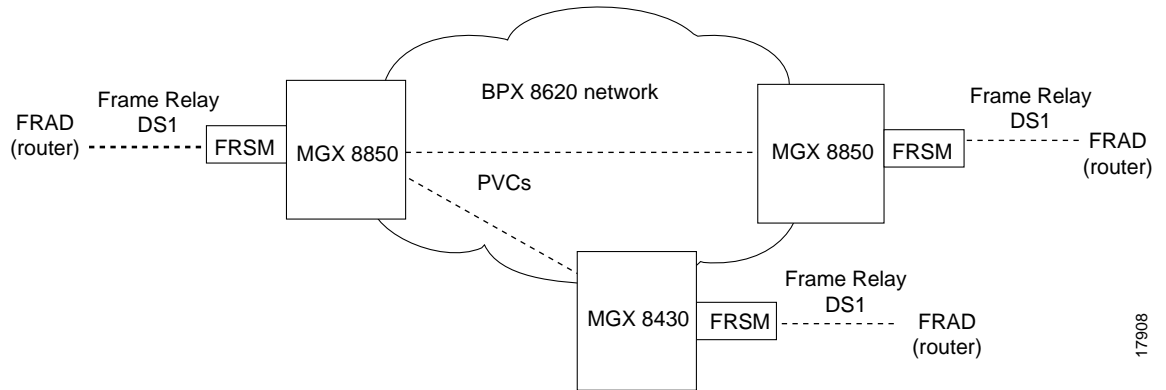 BPX 8620 network
Frame Relay
DS1
FRAD
(router)
FRSM
MGX 8850
PVCs
MGX 8850
FRSM
Frame Relay
DS1
FRAD
(router)
MGX 8430
FRSM
Frame Relay
DS1
FRAD
(router)
17908